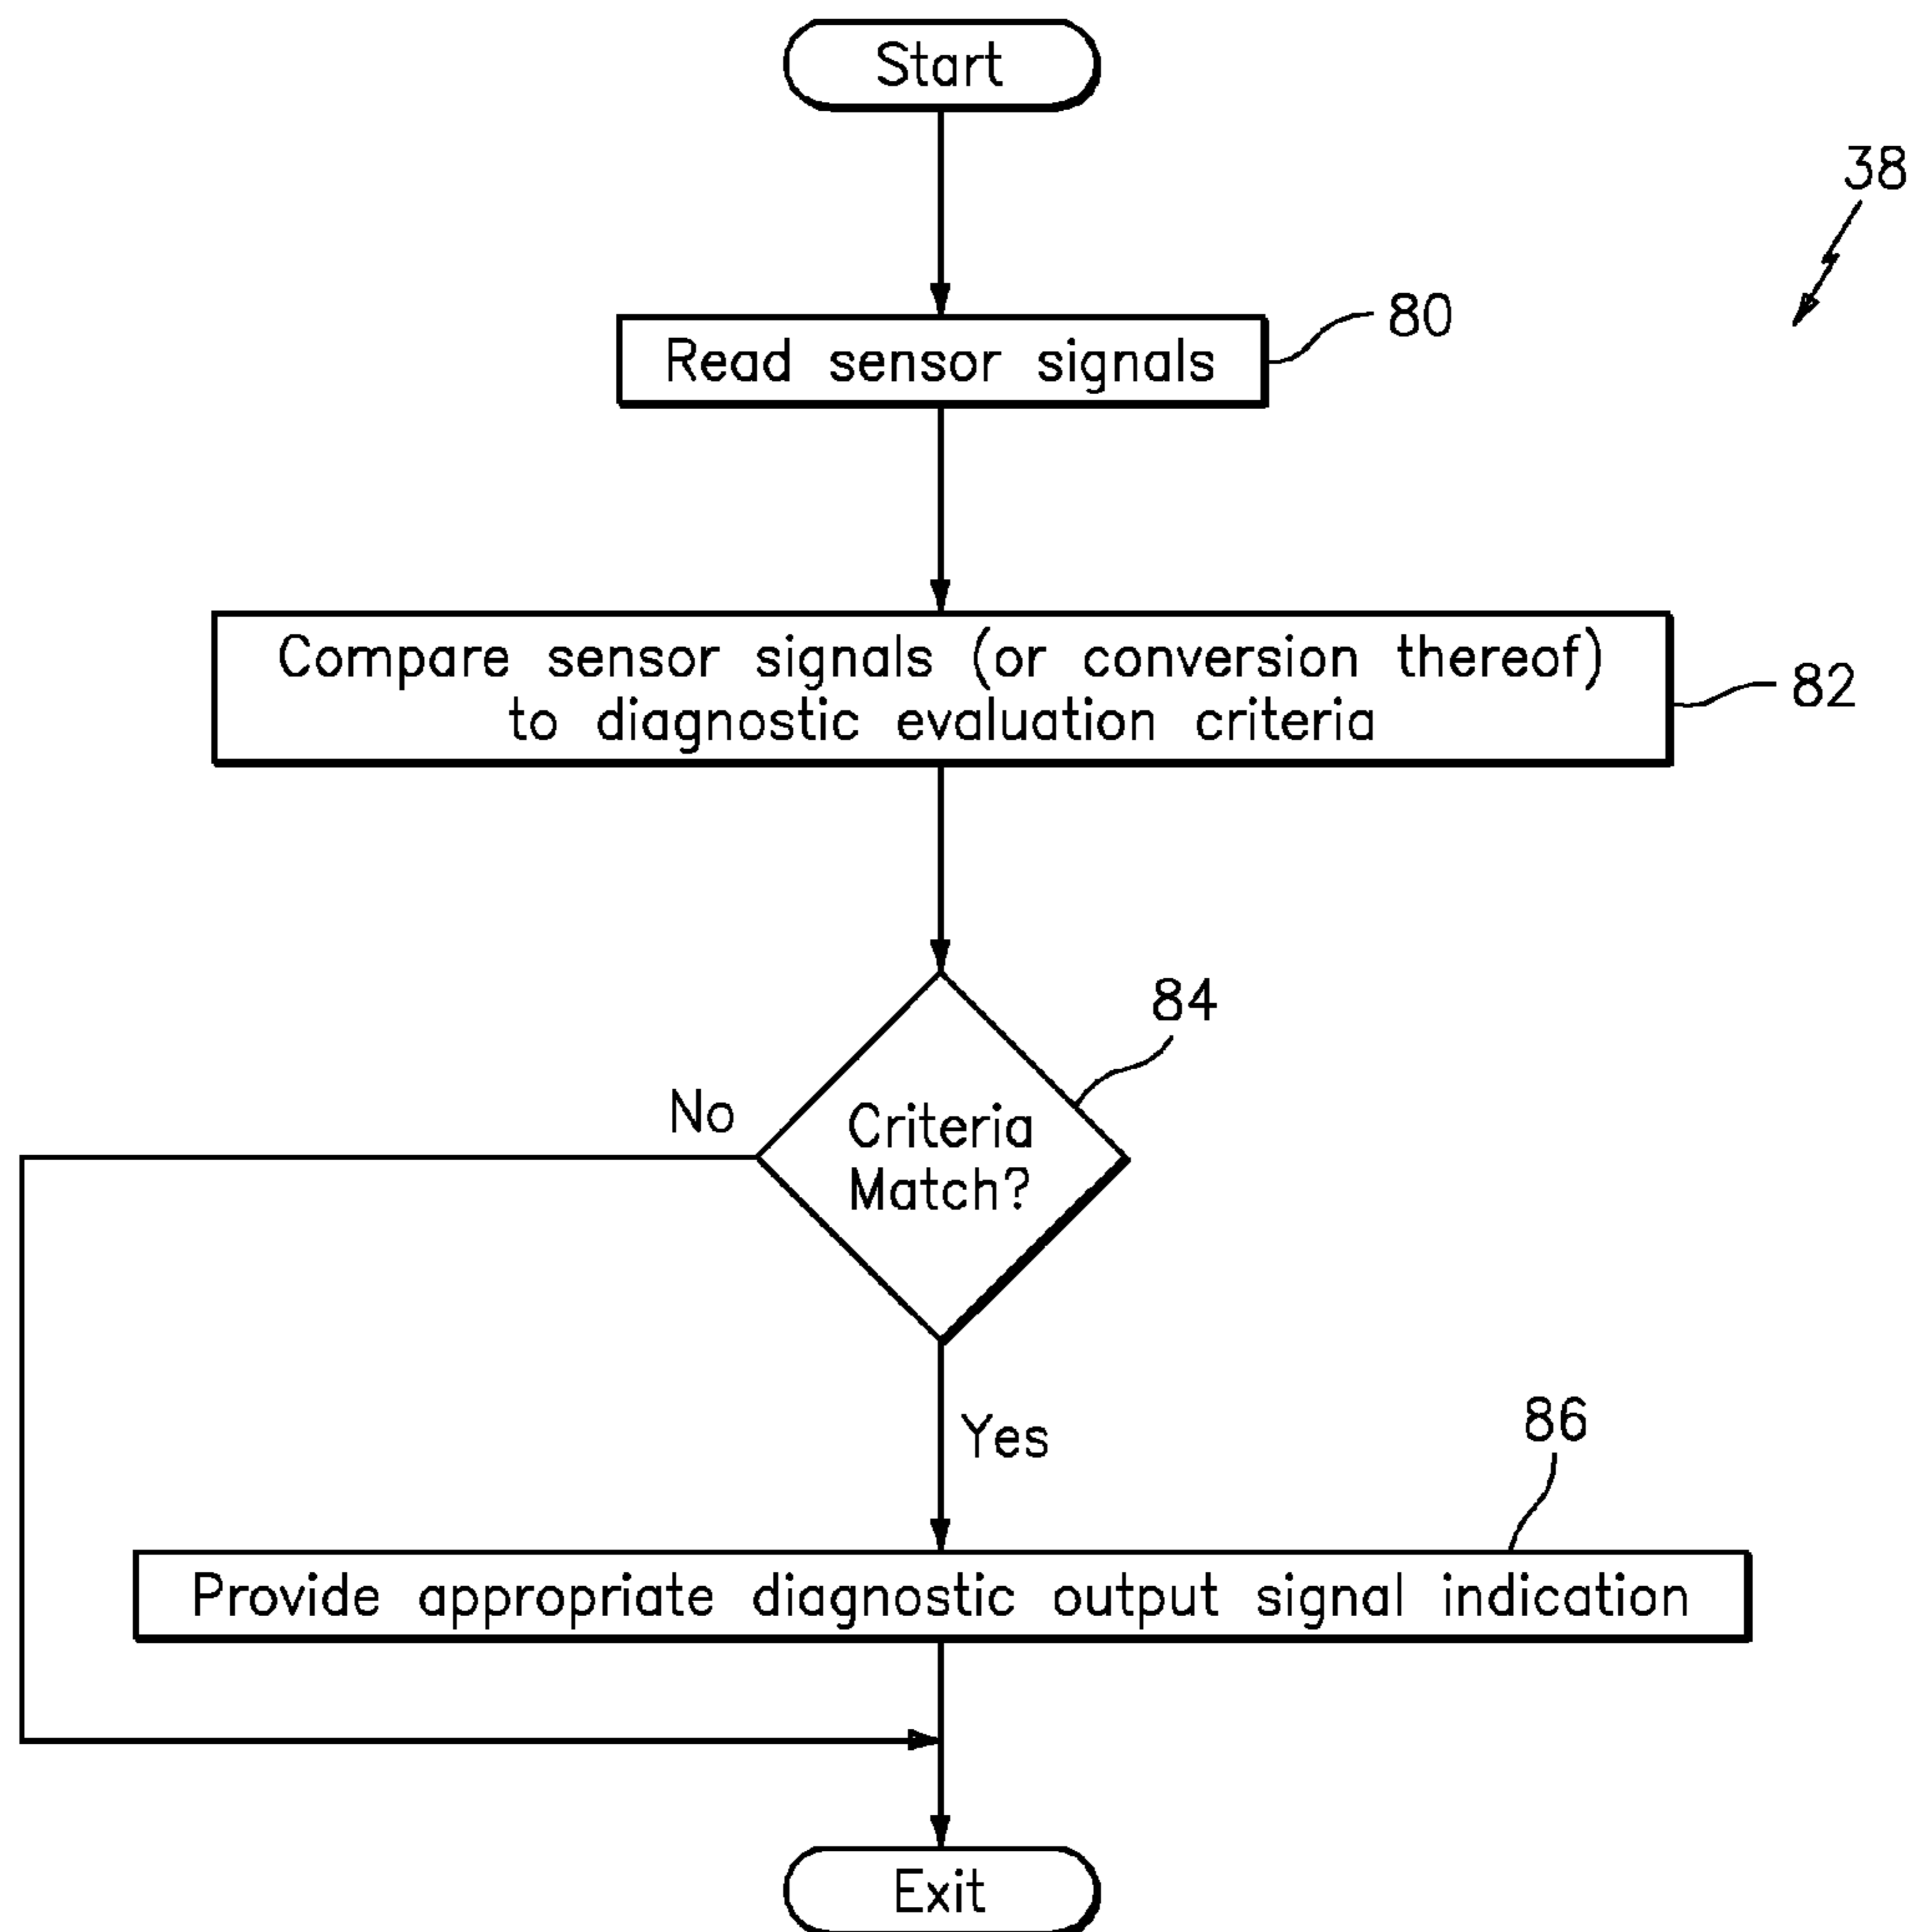 Start
38
Read sensor signals
80
Compare sensor signals (or conversion thereof)
to diagnostic evaluation criteria
82
84
No
Criteria
Match?
Yes
86
Provide appropriate diagnostic output signal indication
Exit